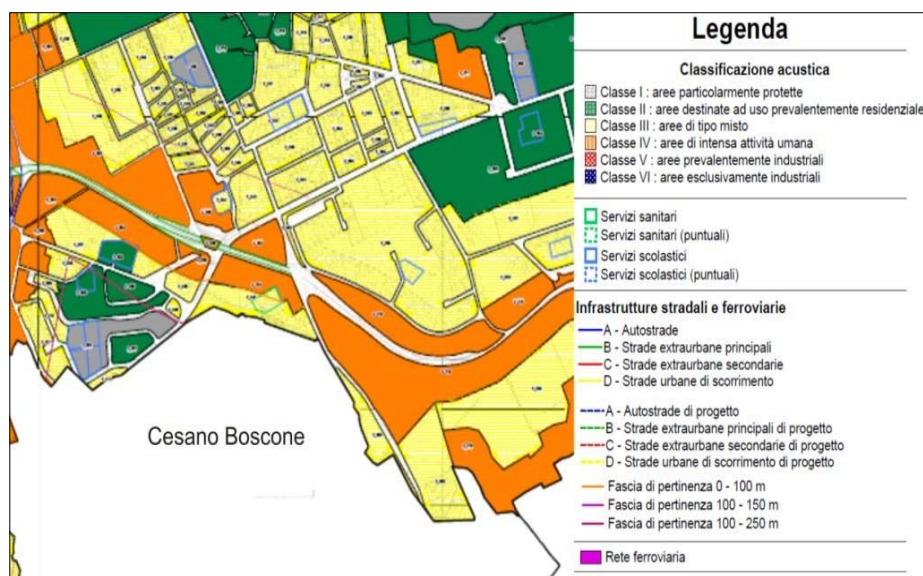 Cesano Boscone
Legenda
Classificazione acustica
Classe I : aree particolarmente protette
Classe II : aree destinate ad uso prevalentemente residenziale
Classe III : aree di tipo misto
Classe IV : aree di intensa attività umana
Classe V : aree prevalentemente industriali
Classe VI : aree esclusivamente industriali
Servizi sanitari
Servizi sanitari (puntuali)
Servizi scolastici
Servizi scolastici (puntuali)
Infrastrutture stradali e ferroviarie
A - Autostrade
B - Strade extraurbane principali
C - Strade extraurbane secondarie
D - Strade urbane di scorrimento
A - Autostrade di progetto
B - Strade extraurbane principali di progetto
C - Strade extraurbane secondarie di progetto
D - Strade urbane di scorrimento di progetto
Fascia di pertinenza 0 - 100 m
Fascia di pertinenza 100 - 150 m
Fascia di pertinenza 100 - 250 m
Rete ferroviaria